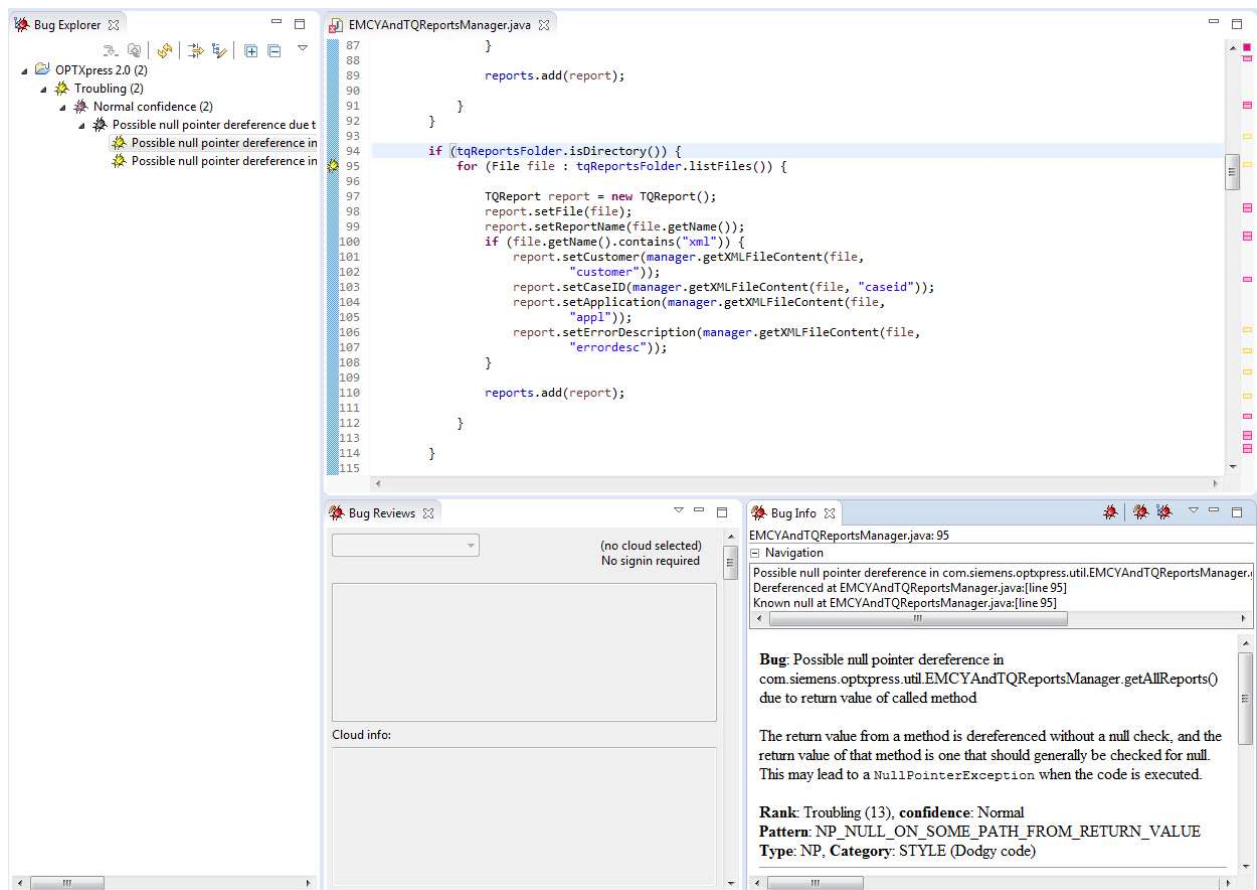 Bug Explorer
OPTXpress 2.0 (2)
Troubling (2)
Normal confidence (2)
Possible null pointer dereference due t
Possible null pointer dereference in
Possible null pointer dereference in
EMCYAndTQReportsManager.java
87 }
88
89 reports.add(report);
90
91 }
92 }
93
94 if (tqReportsFolder.isDirectory()) {
95 for (File file : tqReportsFolder.listFiles()) {
96
97 TQReport report = new TQReport();
98 report.setFile(file);
99 report.setReportName(file.getName());
100 if (file.getName().contains("xml")) {
101 report.setCustomer(manager.getXMLFileContent(file,
102 "customer"));
103 report.setCaseID(manager.getXMLFileContent(file, "caseid"));
104 report.setApplication(manager.getXMLFileContent(file,
105 "appl"));
106 report.setErrorDescription(manager.getXMLFileContent(file,
107 "errordesc"));
108 }
109
110 reports.add(report);
111
112 }
113
114 }
115
Bug Reviews
(no cloud selected)
No signin required
Cloud info:
Bug Info
EMCYAndTQReportsManager.java: 95
Navigation
Possible null pointer dereference in com.siemens.optxpress.util.EMCYAndTQReportsManager.
Dereferenced at EMCYAndTQReportsManager.java:[line 95]
Known null at EMCYAndTQReportsManager.java:[line 95]
Bug: Possible null pointer dereference in
com.siemens.optxpress.util.EMCYAndTQReportsManager.getAllReports()
due to return value of called method
The return value from a method is dereferenced without a null check, and the
return value of that method is one that should generally be checked for null.
This may lead to a NullPointerException when the code is executed.
Rank: Troubling (13), confidence: Normal
Pattern: NP_NULL_ON_SOME_PATH_FROM_RETURN_VALUE
Type: NP, Category: STYLE (Dodgy code)